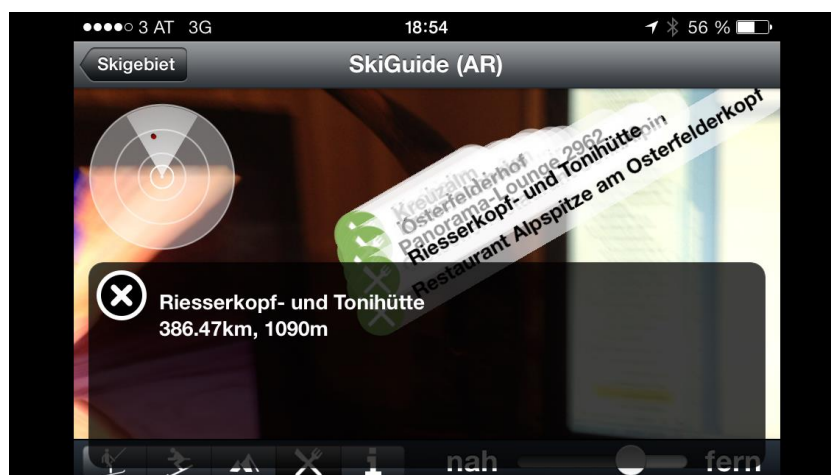 3 AT 3G 18:54 56 %
Skigebiet SkiGuide (AR)
Kreuzalm
Osterfelderhof
Panorama-Lounge 2962
Riesserkopf- und Tonihütte
Restaurant Alpspitze am Osterfelderkopf
Riesserkopf- und Tonihütte
386.47km, 1090m
nah fern